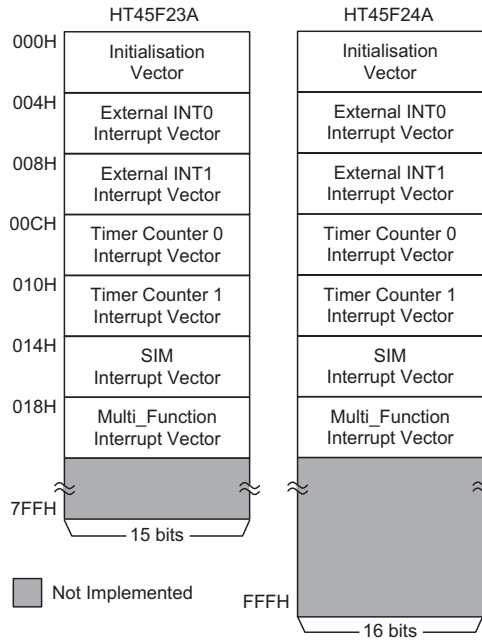 HT45F23A
HT45F24A
000H
Initialisation
Vector
Initialisation
Vector
004H
External INT0
Interrupt Vector
External INT0
Interrupt Vector
008H
External INT1
Interrupt Vector
External INT1
Interrupt Vector
00CH
Timer Counter 0
Interrupt Vector
Timer Counter 0
Interrupt Vector
010H
Timer Counter 1
Interrupt Vector
Timer Counter 1
Interrupt Vector
014H
SIM
Interrupt Vector
SIM
Interrupt Vector
018H
Multi_Function
Interrupt Vector
Multi_Function
Interrupt Vector
7FFH
15 bits
Not Implemented
FFFH
16 bits